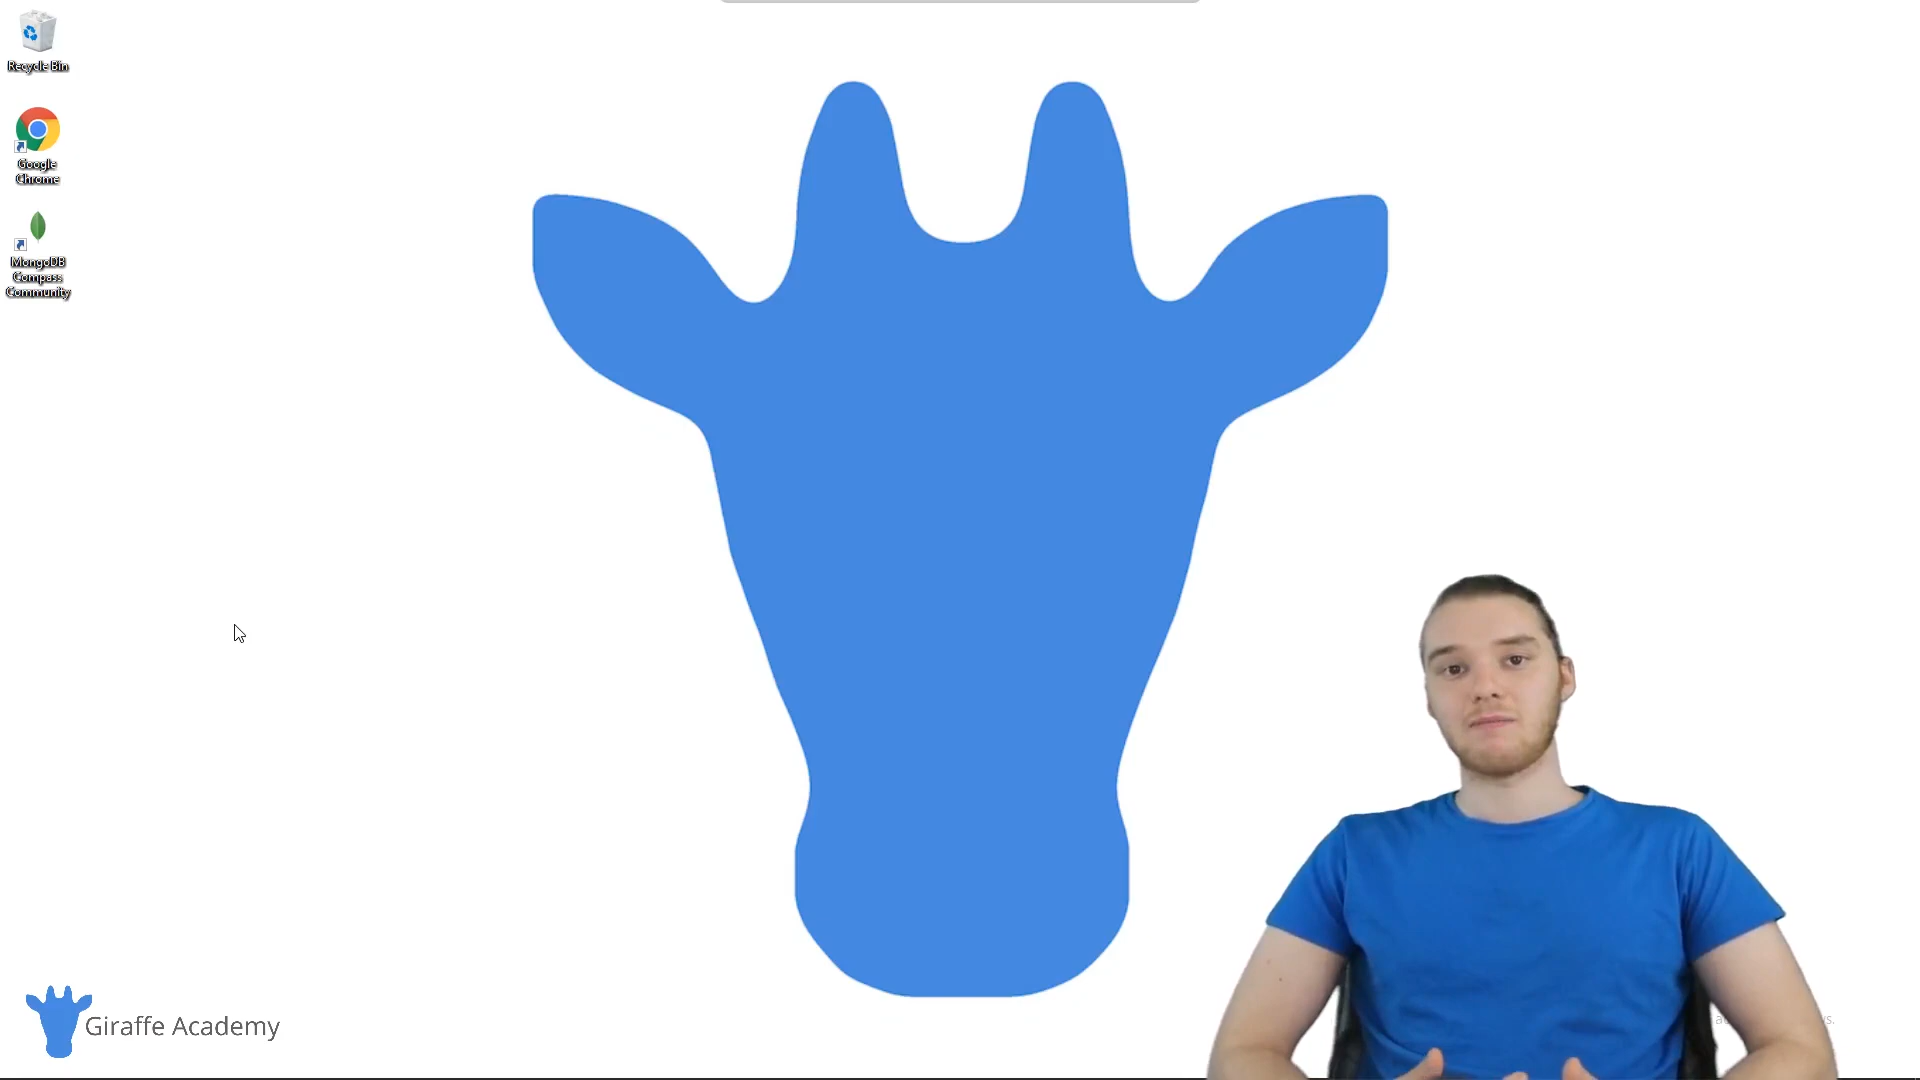 Recycle Bin
Google
Chrome
MongoDB
Compass
Community
Giraffe Academy